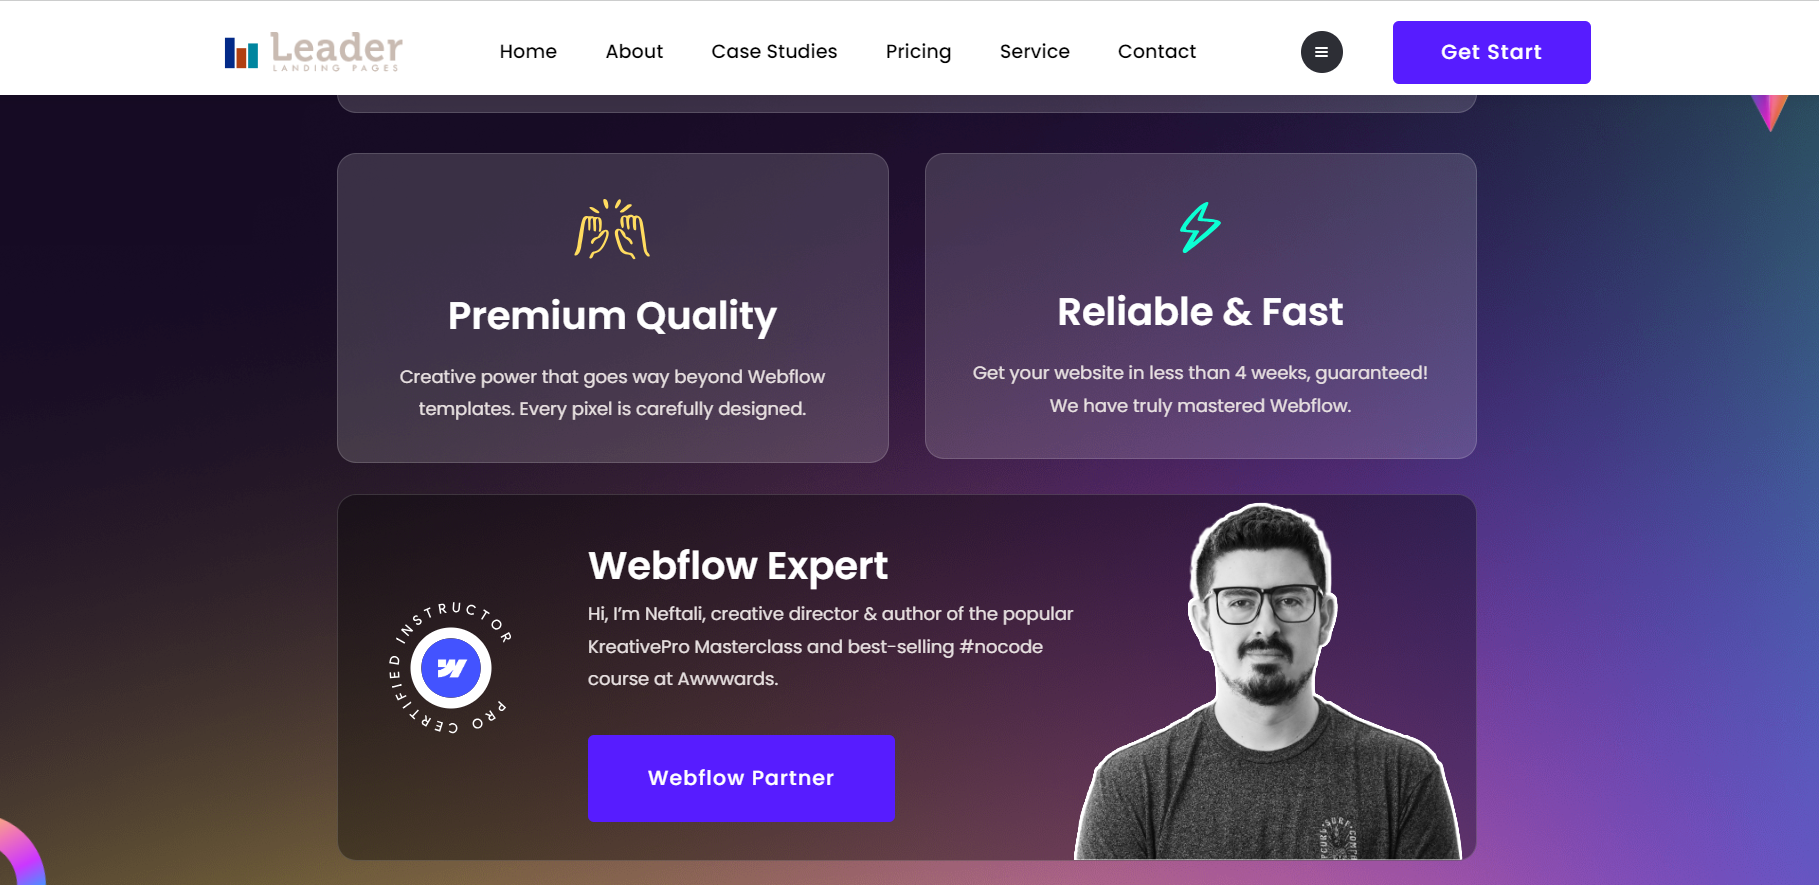 Leader
LANDING PAGES
Home
About
Case Studies
Pricing
Service
Contact
Get Start
Premium Quality
Creative power that goes way beyond Webflow
templates. Every pixel is carefully designed.
Reliable & Fast
Get your website in less than 4 weeks, guaranteed!
We have truly mastered Webflow.
PRO CERTIFIED INSTRUCTOR
Webflow Expert
Hi, I’m Neftali, creative director & author of the popular
KreativePro Masterclass and best-selling #nocode
course at Awwwards.
Webflow Partner